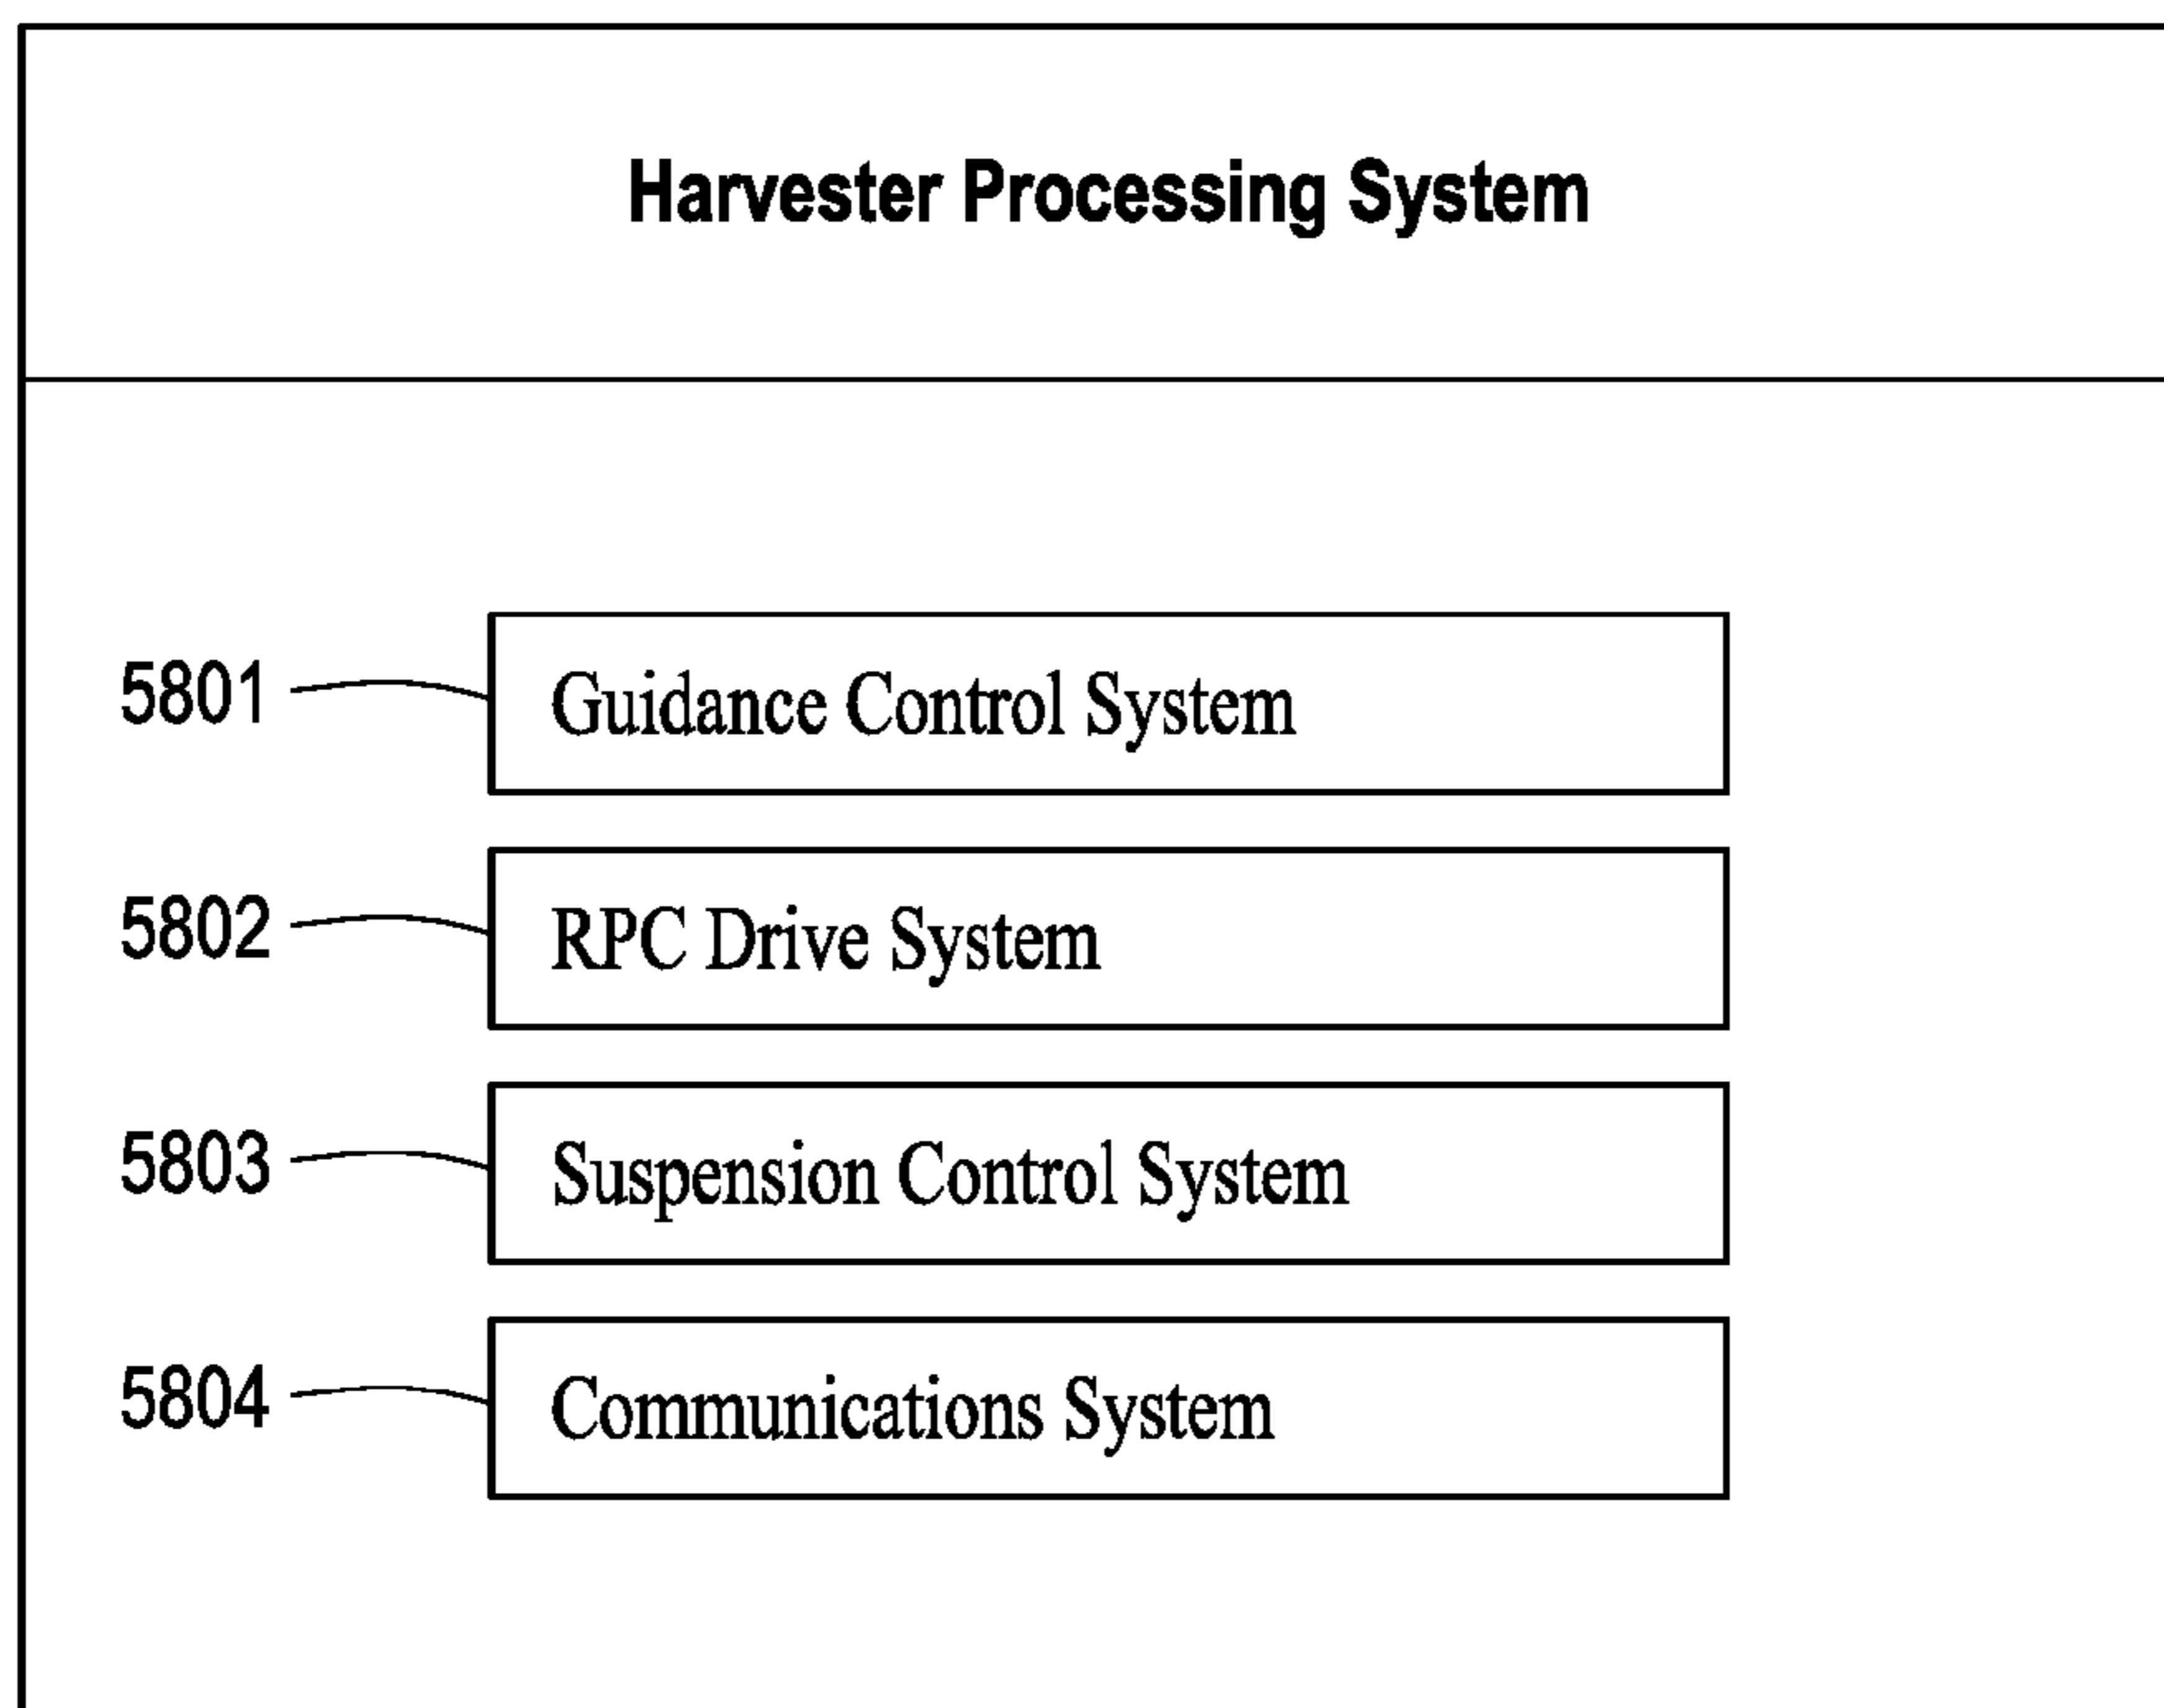 Harvester Processing System
5801 Guidance Control System
5802 RPC Drive System
5803 Suspension Control System
5804 Communications System